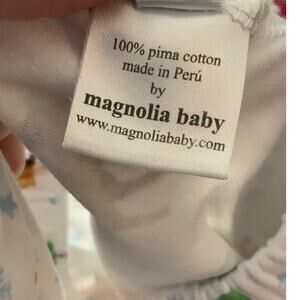 100% pima cotton
made in Perú
by
magnolia baby
www.magnoliababy.com